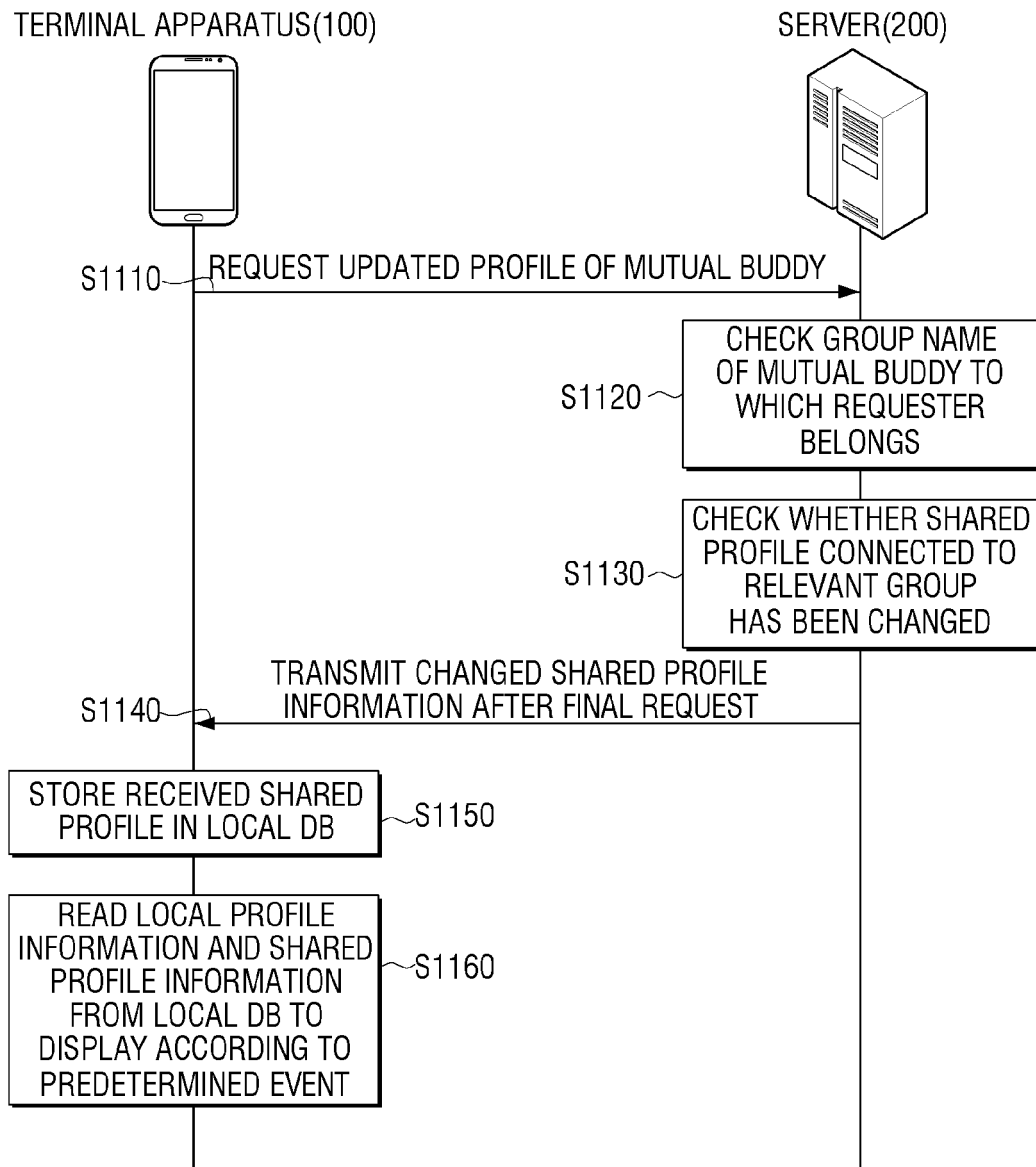 TERMINAL APPARATUS(100)
SERVER(200)
S1110
REQUEST UPDATED PROFILE OF MUTUAL BUDDY
CHECK GROUP NAME
OF MUTUAL BUDDY TO
WHICH REQUESTER
BELONGS
S1120
CHECK WHETHER SHARED
PROFILE CONNECTED TO
RELEVANT GROUP
HAS BEEN CHANGED
S1130
TRANSMIT CHANGED SHARED PROFILE
INFORMATION AFTER FINAL REQUEST
S1140
STORE RECEIVED SHARED
PROFILE IN LOCAL DB
S1150
READ LOCAL PROFILE
INFORMATION AND SHARED
PROFILE INFORMATION
FROM LOCAL DB TO
DISPLAY ACCORDING TO
PREDETERMINED EVENT
S1160